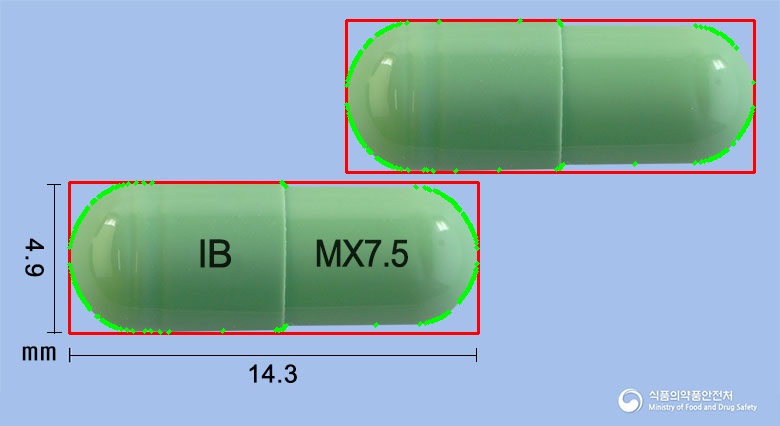 IB MX7.5
4.9
mm
14.3
식품의약품안전처
Ministry of Food and Drug Safety